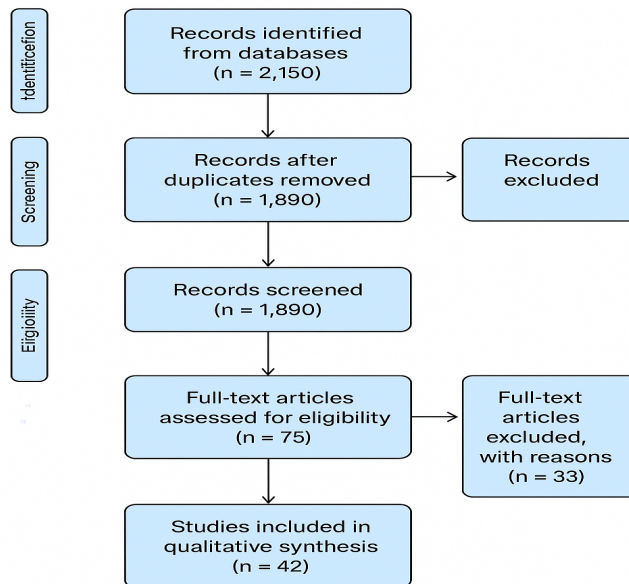 Identificefion
Records identified
from databases
(n = 2,150)
Screening
Records after
duplicates removed
(n = 1,890)
Records
excluded
Eligioility
Records screened
(n = 1,890)
Full-text articles
assessed for eligibility
(n = 75)
Full-text
articles
excluded,
with reasons
(n = 33)
Studies included in
qualitative synthesis
(n = 42)